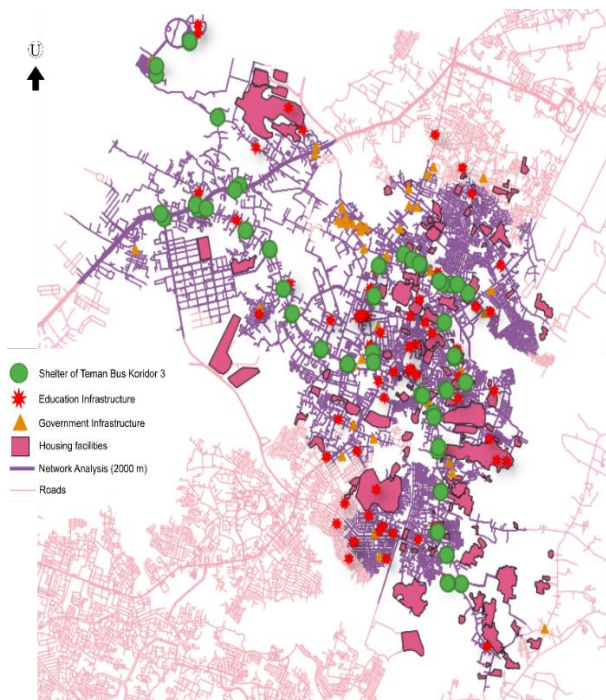 U
Shelter of Teman Bus Koridor 3
Education Infrastructure
Government Infrastructure
Housing facilities
Network Analysis (2000 m)
Roads